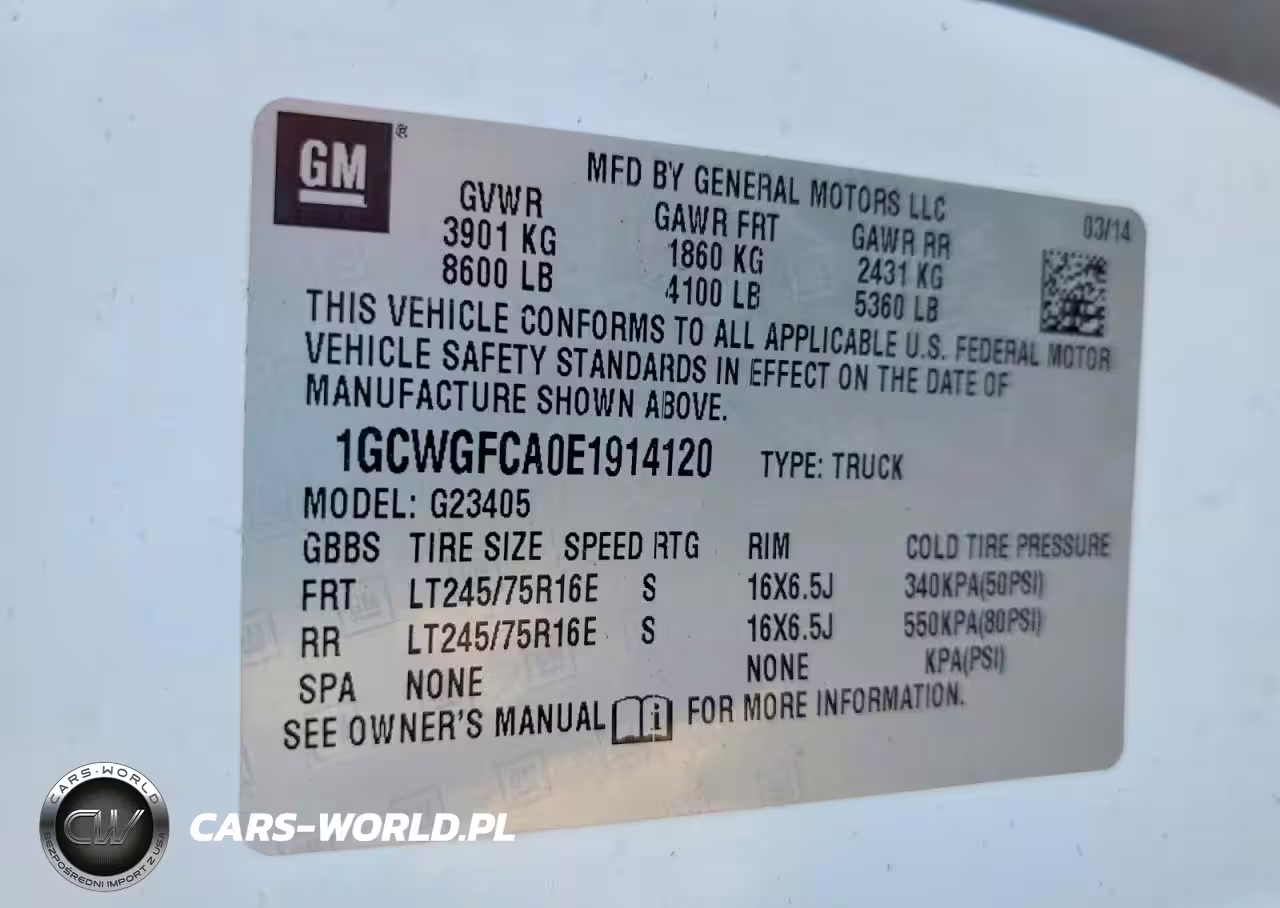 GM ®
MFD BY GENERAL MOTORS LLC
03/14
GVWR GAWR FRT GAWR RR
3901 KG 1860 KG 2431 KG
8600 LB 4100 LB 5360 LB
THIS VEHICLE CONFORMS TO ALL APPLICABLE U.S. FEDERAL MOTOR
VEHICLE SAFETY STANDARDS IN EFFECT ON THE DATE OF
MANUFACTURE SHOWN ABOVE.
1GCWGFCA0E1914120 TYPE: TRUCK
MODEL: G23405
GBBS TIRE SIZE SPEED RTG RIM COLD TIRE PRESSURE
FRT LT245/75R16E S 16X6.5J 340KPA(50PSI)
RR LT245/75R16E S 16X6.5J 550KPA(80PSI)
SPA NONE NONE KPA(PSI)
SEE OWNER'S MANUAL i FOR MORE INFORMATION.
CARS-WORLD
CW
BEZPOŚREDNI IMPORT Z USA
CARS-WORLD.PL